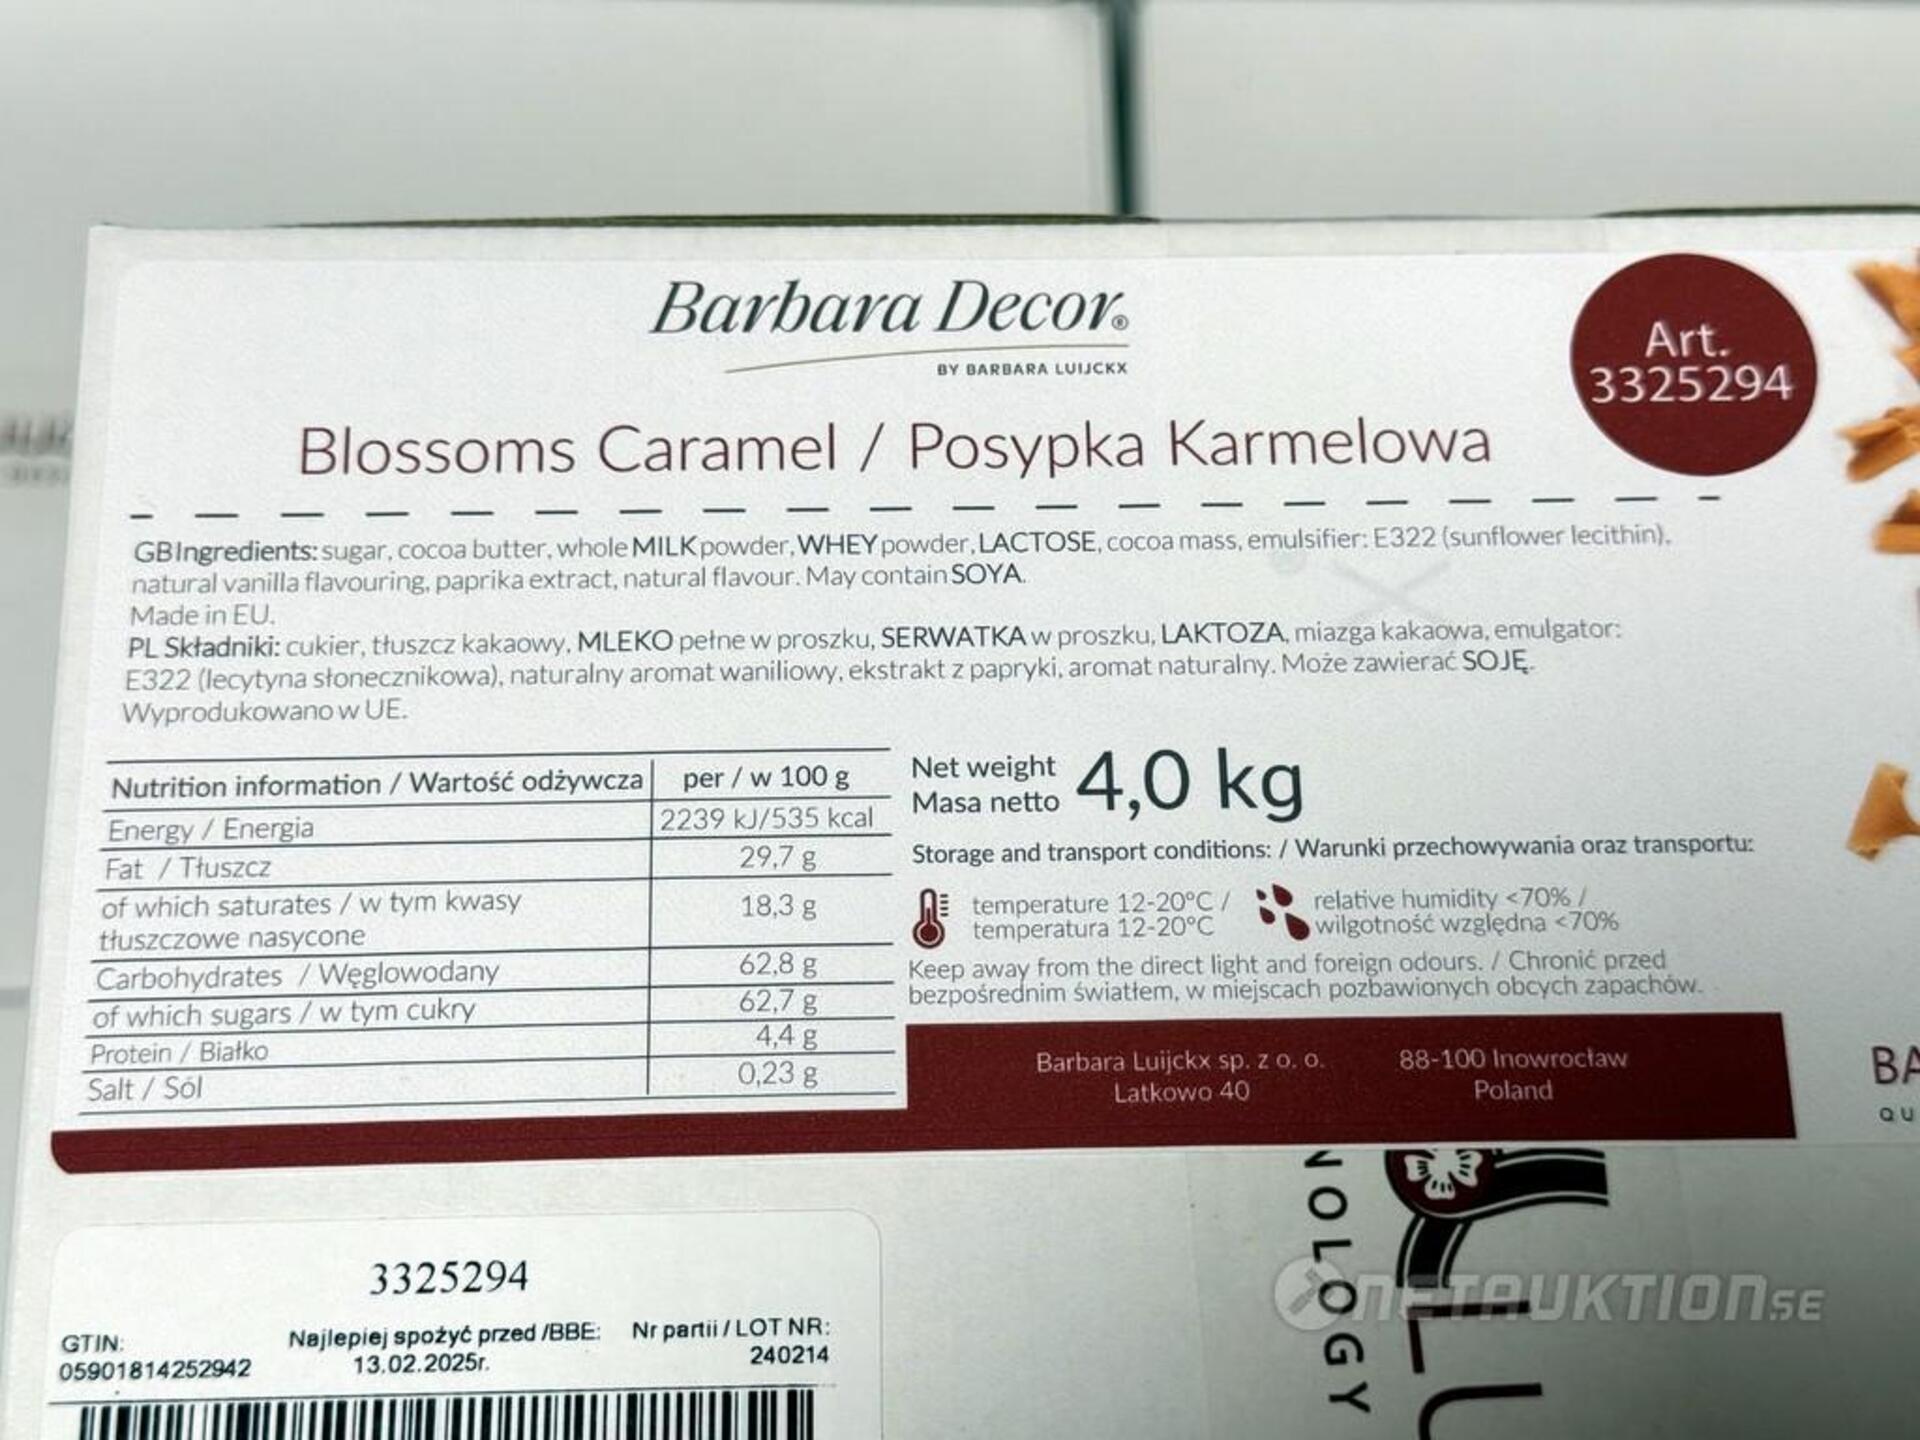 Barbara Decor®
BY BARBARA LUIJCKX
Art.
3325294
Blossoms Caramel / Posypka Karmelowa
GB Ingredients: sugar, cocoa butter, whole MILK powder, WHEY powder, LACTOSE, cocoa mass, emulsifier: E322 (sunflower lecithin),
natural vanilla flavouring, paprika extract, natural flavour. May contain SOYA.
Made in EU.
PL Składniki: cukier, tłuszcz kakaowy, MLEKO pełne w proszku, SERWATKA w proszku, LAKTOZA, miazga kakaowa, emulgator:
E322 (lecytyna słonecznikowa), naturalny aromat waniliowy, ekstrakt z papryki, aromat naturalny. Może zawierać SOJĘ.
Wyprodukowano w UE.
Nutrition information / Wartość odżywcza per / w 100 g
Energy / Energia 2239 kJ/535 kcal
Fat / Tłuszcz 29,7 g
of which saturates / w tym kwasy 18,3 g
tłuszczowe nasycone
Carbohydrates / Węglowodany 62,8 g
of which sugars / w tym cukry 62,7 g
Protein / Białko 4,4 g
Salt / Sól 0,23 g
Net weight
Masa netto
4,0 kg
Storage and transport conditions: / Warunki przechowywania oraz transportu:
temperature 12-20°C /
temperatura 12-20°C
relative humidity <70% /
wilgotność względna <70%
Keep away from the direct light and foreign odours. / Chronić przed
bezpośrednim światłem, w miejscach pozbawionych obcych zapachów.
Barbara Luijckx sp. z o. o.
Latkowo 40
88-100 Inowrocław
Poland
BA
QU
NOLOGY
LU
3325294
GTIN:
05901814252942
Najlepiej spożyć przed /BBE:
13.02.2025r.
Nr partii / LOT NR:
240214
NETAUKTION.SE